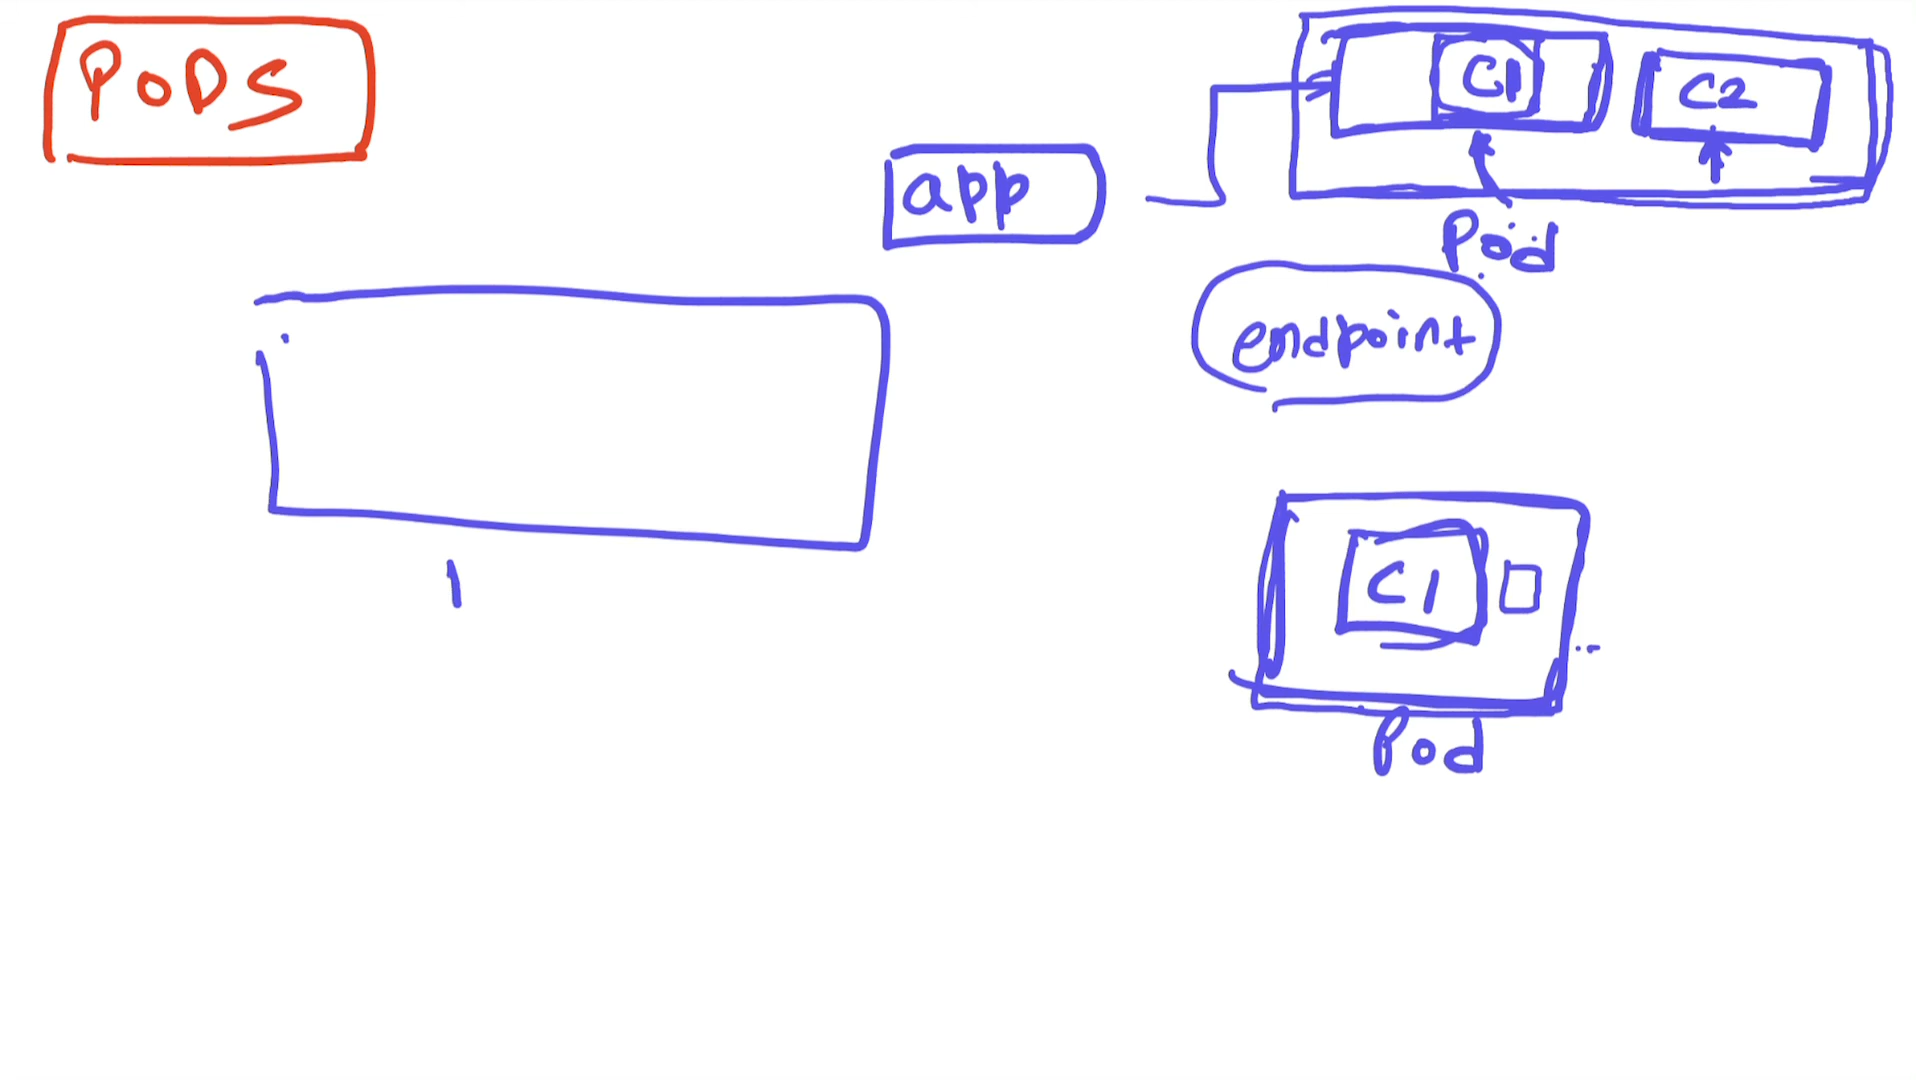 PODS
C1
C2
app
Pod
endpoint
C1
Pod